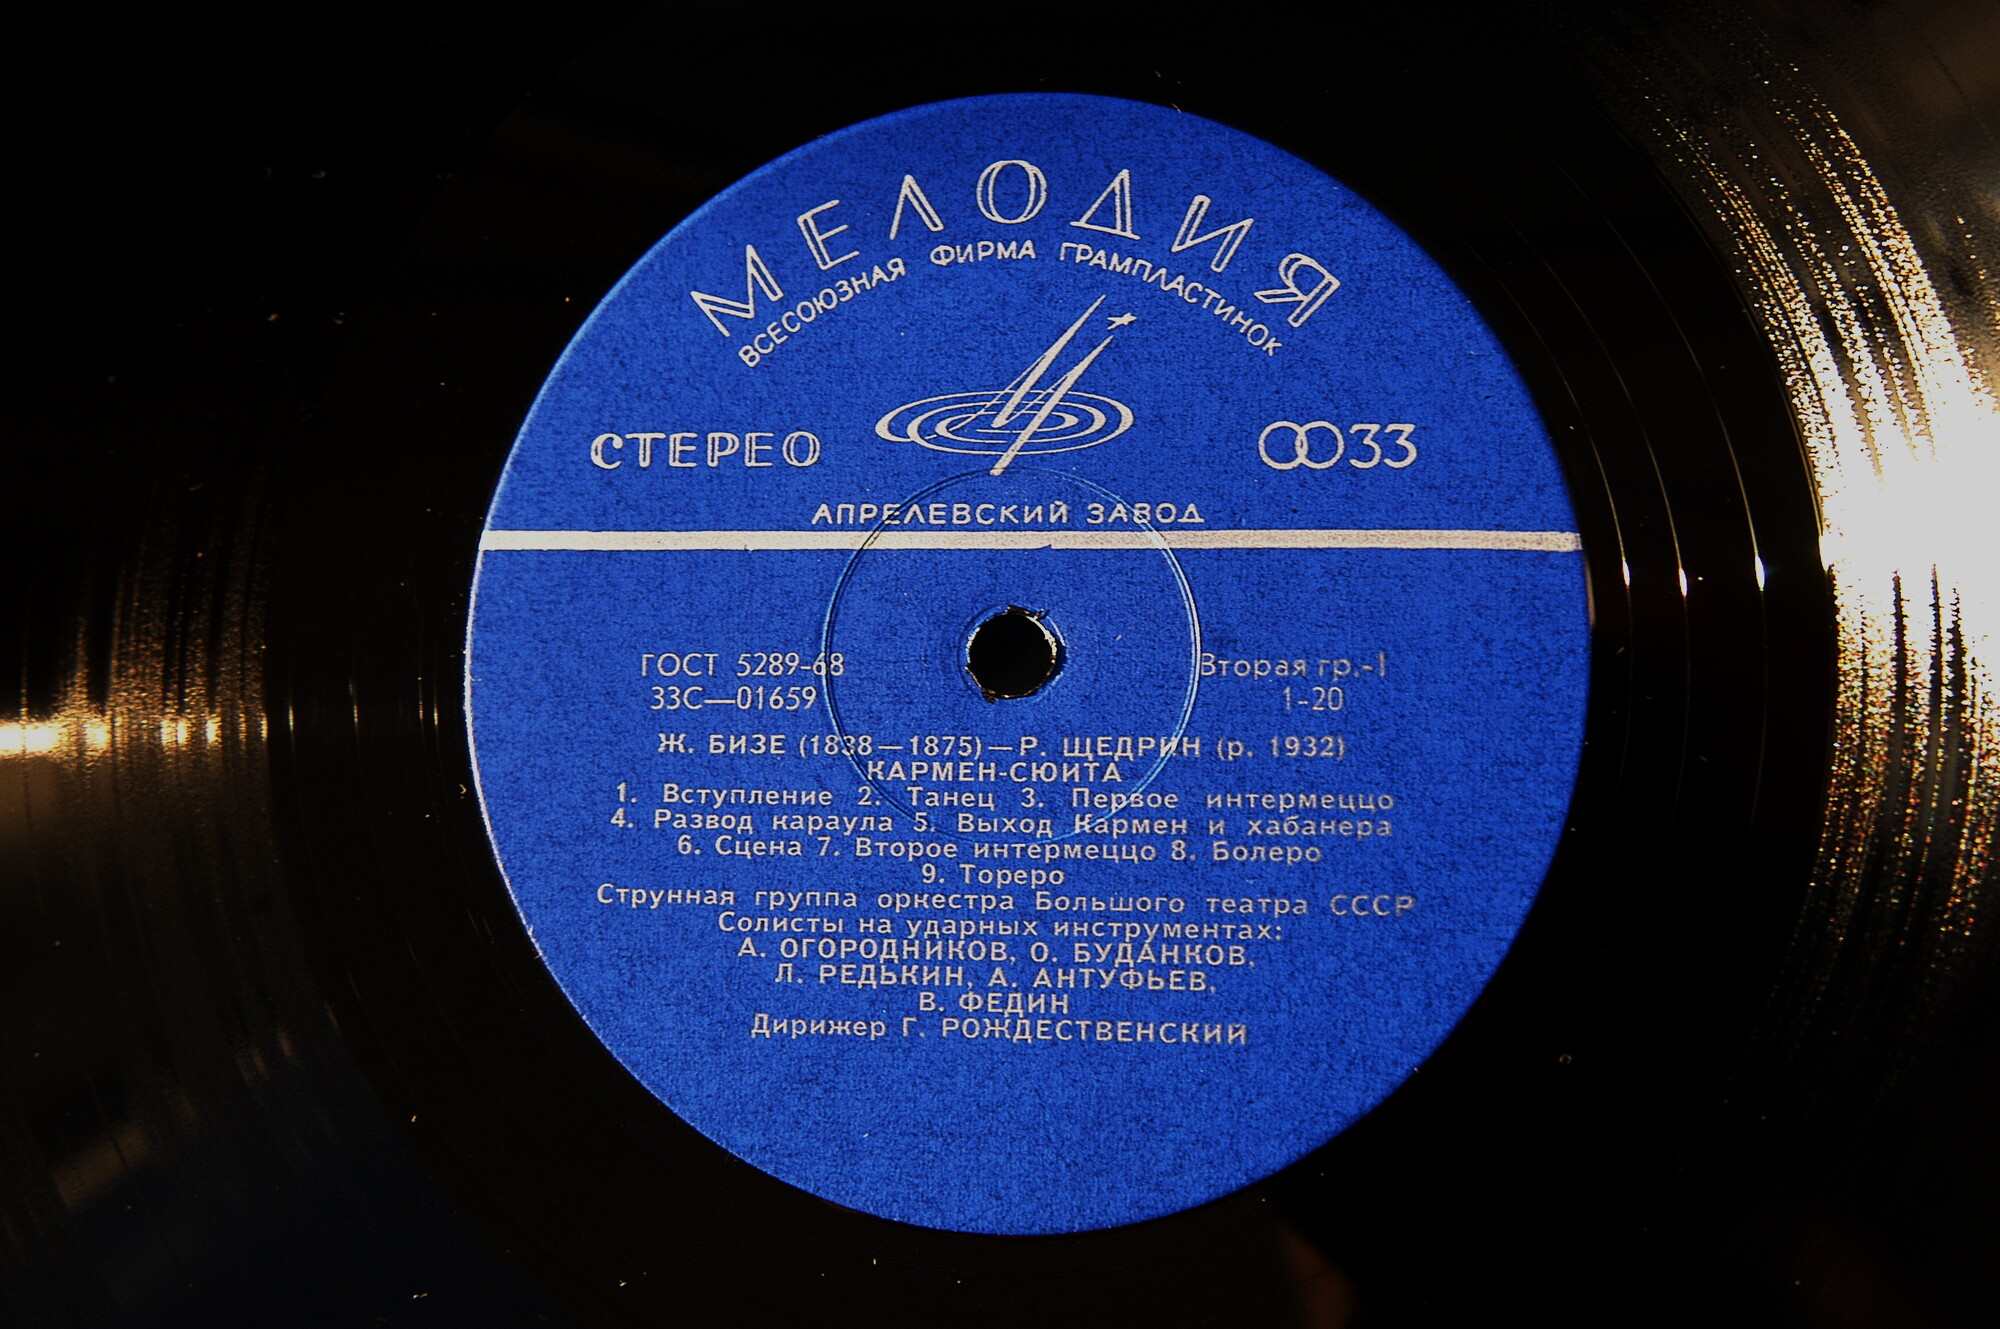 МЕЛОДИЯ
ВСЕСОЮЗНАЯ ФИРМА ГРАМПЛАСТИНОК
СТЕРЕО
33
АПРЕЛЕВСКИЙ ЗАВОД
ГОСТ 5289-68
Вторая гр.-1
33С—01659
1-20
Ж. БИЗЕ (1838—1875)—Р. ЩЕДРИН (р. 1932)
КАРМЕН-СЮИТА
1. Вступление 2. Танец 3. Первое интермеццо
4. Развод караула 5. Выход Кармен и хабанера
6. Сцена 7. Второе интермеццо 8. Болеро
9. Тореро
Струнная группа оркестра Большого театра СССР
Солисты на ударных инструментах:
А. ОГОРОДНИКОВ, О. БУДАНКОВ,
Л. РЕДЬКИН, А. АНТУФЬЕВ,
В. ФЕДИН
Дирижер Г. РОЖДЕСТВЕНСКИЙ